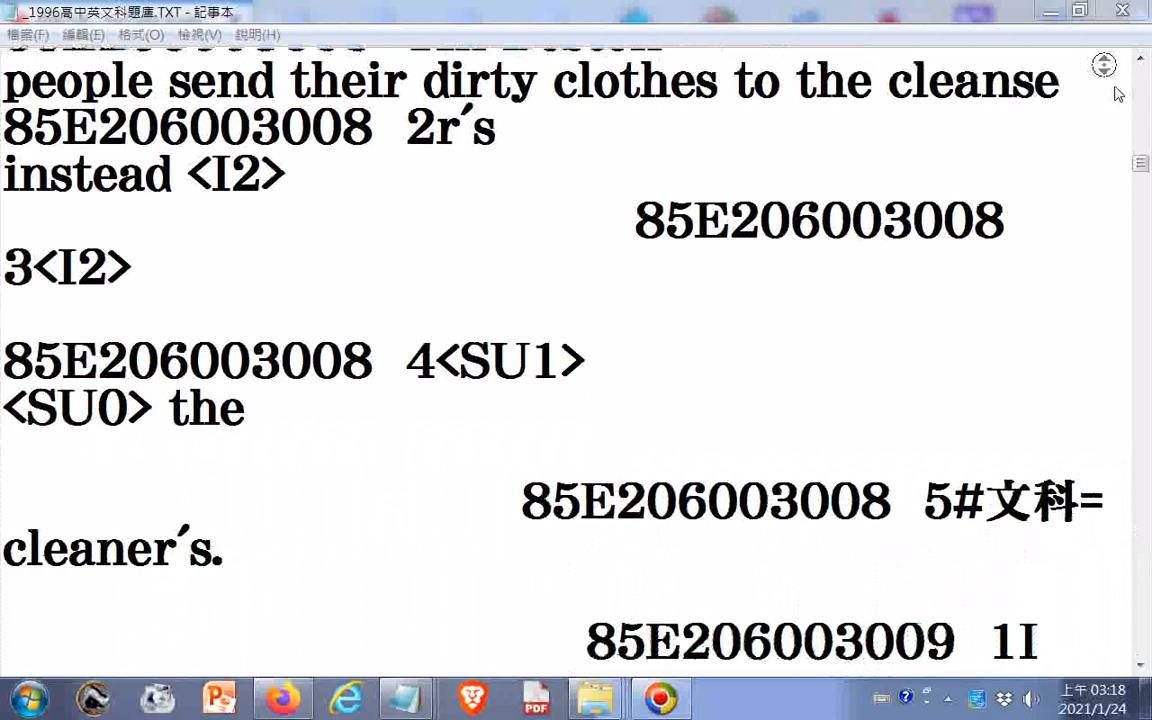 _1996高中英文科題庫.TXT - 記事本
檔案(F) 編輯(E) 格式(O) 檢視(V) 說明(H)
people send their dirty clothes to the cleanse
85E206003008 2r´s
instead <I2>
85E206003008
3<I2>
85E206003008 4<SU1>
<SU0> the
85E206003008 5#文科=
cleaner´s.
85E206003009 1I
PDF
上午 03:18
2021/1/24